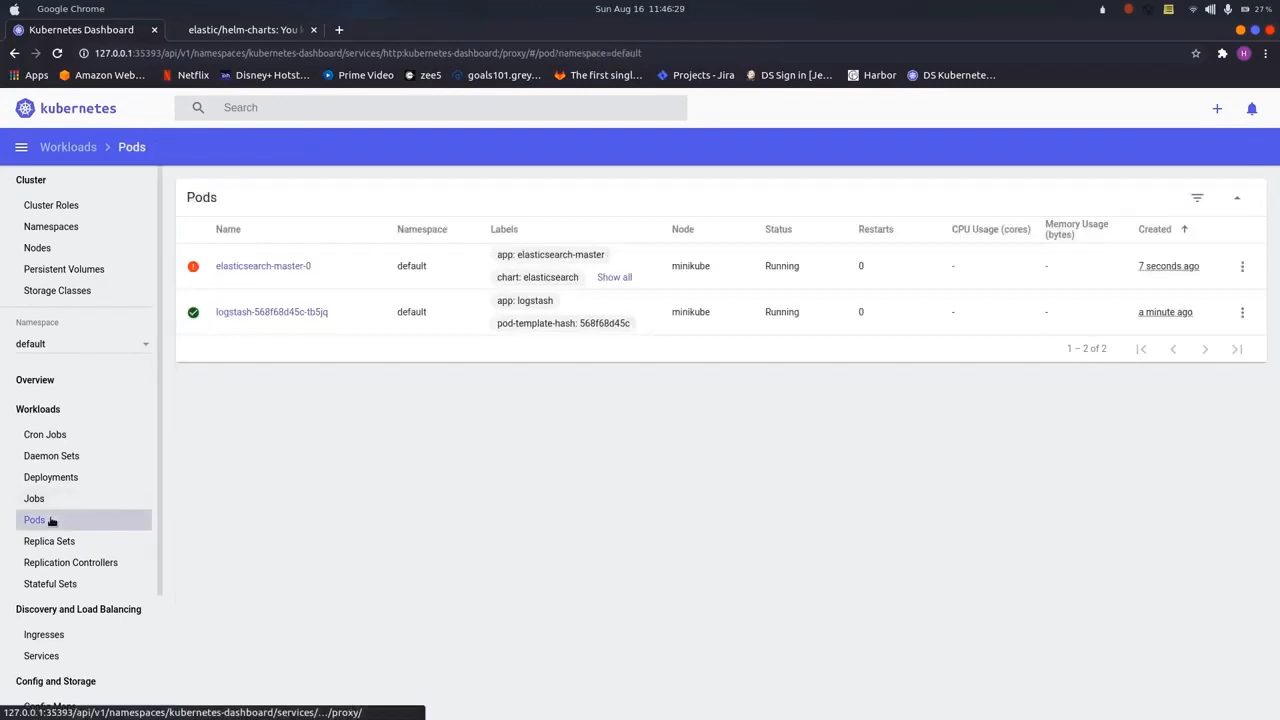 Google Chrome
Sun Aug 16 11:46:29
27 %
Kubernetes Dashboard
elastic/helm-charts: You
127.0.0.1:35393/api/v1/namespaces/kubernetes-dashboard/services/http:kubernetes-dashboard:/proxy/#/pod?namespace=default
H
Apps
Amazon Web...
Netflix
Disney+ Hotst...
Prime Video
zee5
goals101.grey...
The first singl...
Projects - Jira
DS Sign in [Je...
Harbor
DS Kubernete...
kubernetes
Search
Workloads
Pods
Cluster
Cluster Roles
Namespaces
Nodes
Persistent Volumes
Storage Classes
Namespace
default
Overview
Workloads
Cron Jobs
Daemon Sets
Deployments
Jobs
Pods
Replica Sets
Replication Controllers
Stateful Sets
Discovery and Load Balancing
Ingresses
Services
Config and Storage
127.0.0.1:35393/api/v1/namespaces/kubernetes-dashboard/services/.../proxy/
Pods
Name Namespace Labels Node Status Restarts CPU Usage (cores) Memory Usage (bytes) Created
elasticsearch-master-0 default app: elasticsearch-master minikube Running 0 - - 7 seconds ago
chart: elasticsearch Show all
logstash-568f68d45c-tb5jq default app: logstash minikube Running 0 - - a minute ago
pod-template-hash: 568f68d45c
1 – 2 of 2